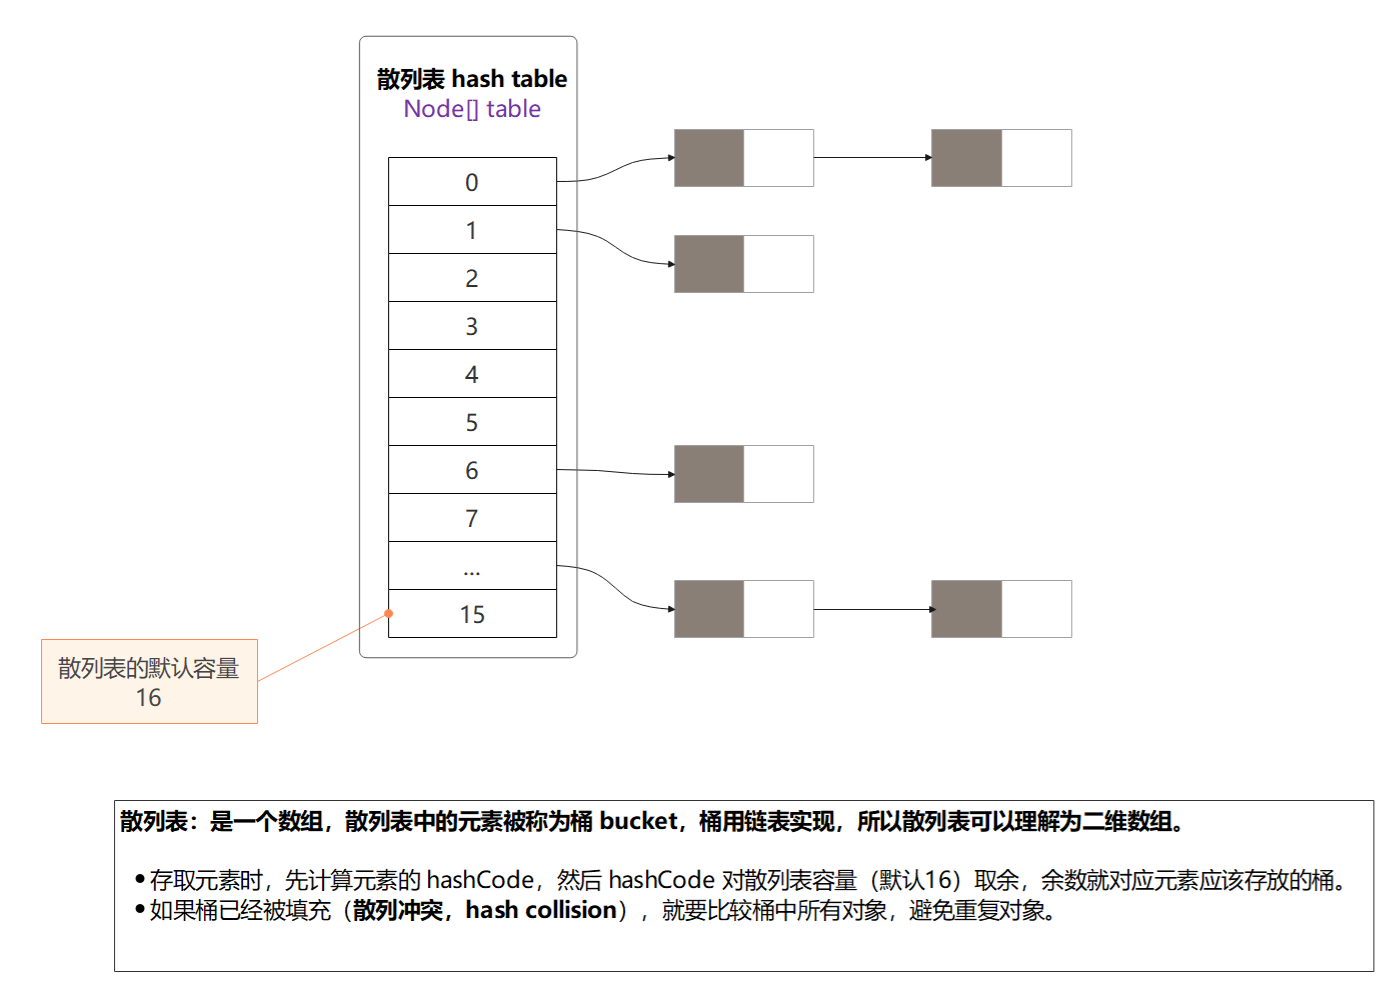 散列表 hash table
Node[] table
0
1
2
3
4
5
6
7
...
15
散列表的默认容量
16
散列表：是一个数组，散列表中的元素被称为桶 bucket，桶用链表实现，所以散列表可以理解为二维数组。
●存取元素时，先计算元素的 hashCode，然后 hashCode 对散列表容量（默认16）取余，余数就对应元素应该存放的桶。
●如果桶已经被填充（散列冲突，hash collision），就要比较桶中所有对象，避免重复对象。